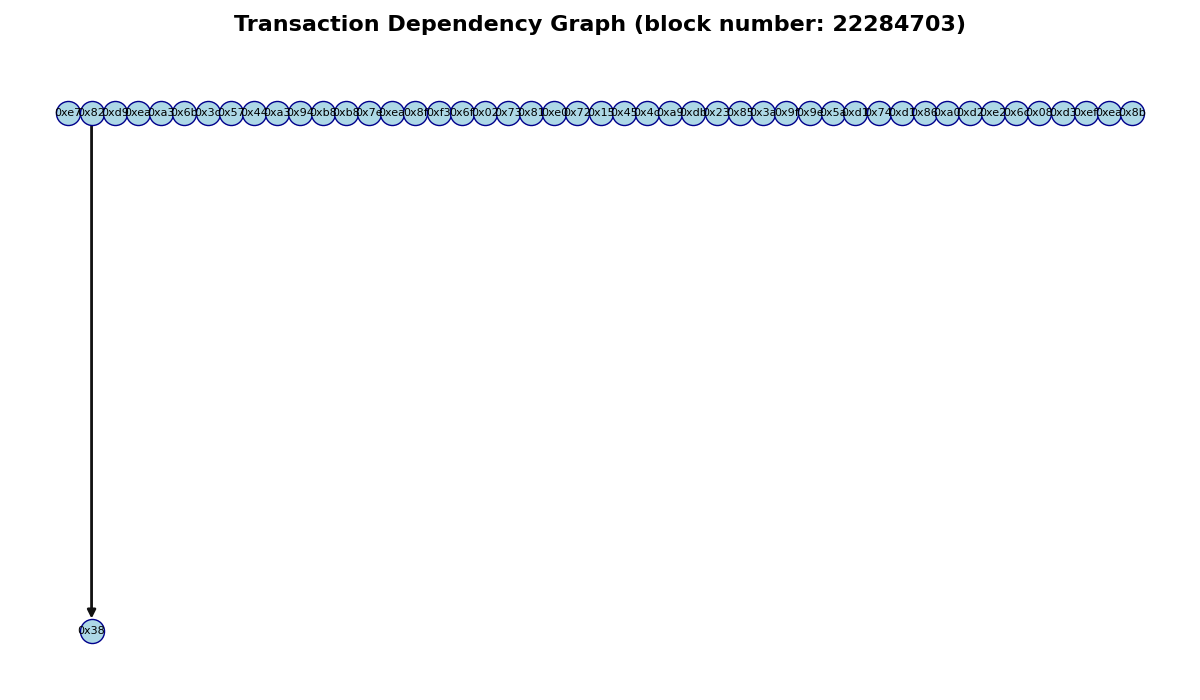 Transaction Dependency Graph (block number: 22284703)
0xe7 0x82 0xd9 0xea 0xa3 0x6b 0x3c 0x57 0x44 0xa3 0x94 0xb8 0xb8 0x7e 0xea 0x8f 0xf3 0x6f 0x02 0x73 0x81 0xe0 0x72 0x15 0x45 0x4c 0xa9 0xdb 0x23 0x85 0x3a 0x9f 0x9e 0x5a 0xd1 0x74 0xd1 0x86 0xa0 0xd2 0xe2 0x6c 0x08 0xd3 0xef 0xea 0x8b
0x38